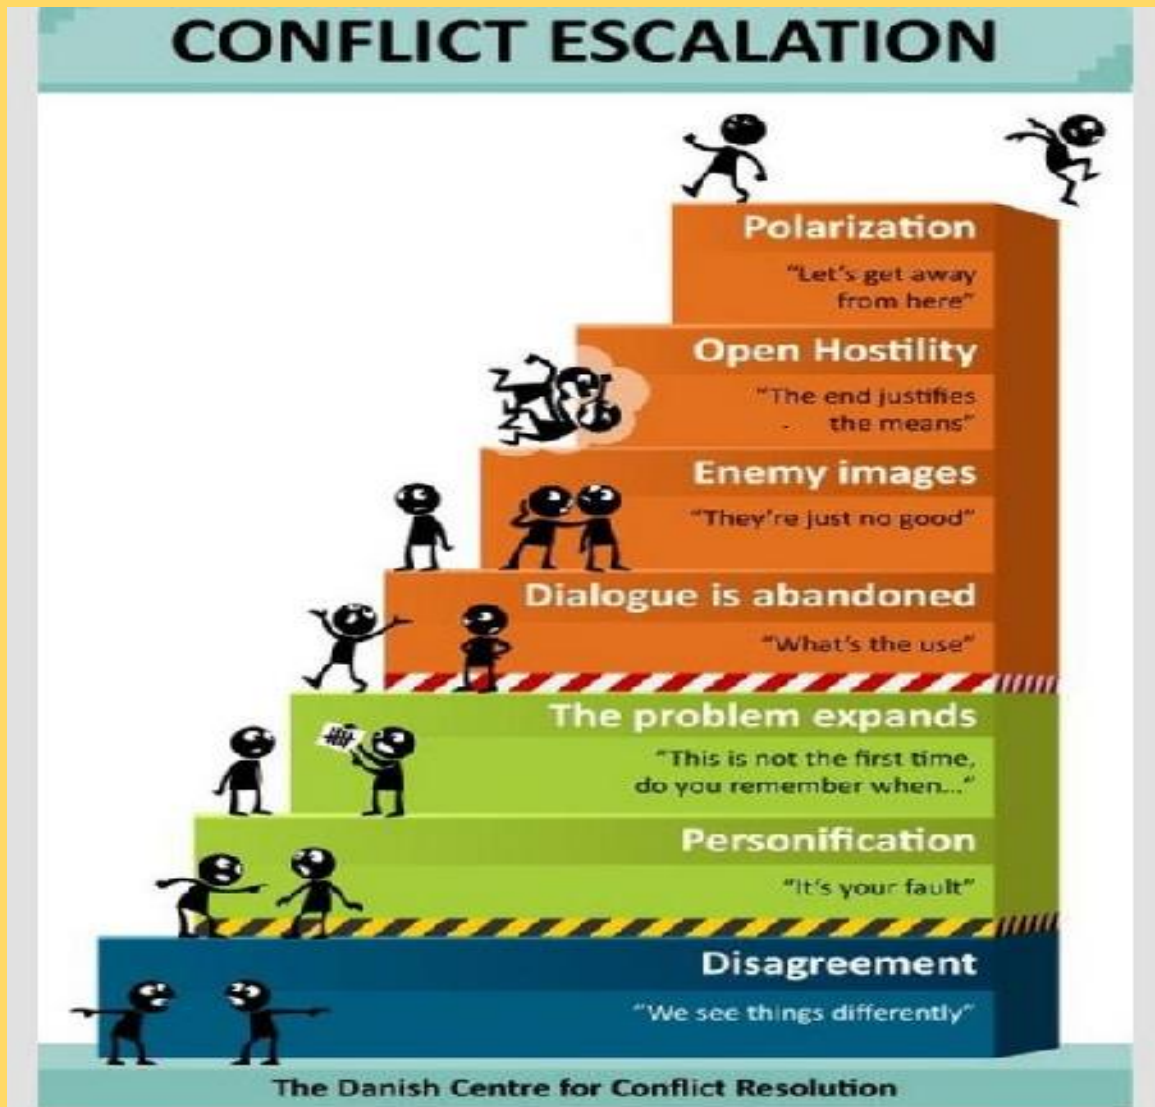 CONFLICT ESCALATION
Polarization
"Let's get away
from here"
Open Hostility
"The end justifies
the means"
Enemy images
"They're just no good"
Dialogue is abandoned
"What's the use"
The problem expands
"This is not the first time,
do you remember when..."
Personification
"It's your fault"
Disagreement
"We see things differently"
The Danish Centre for Conflict Resolution